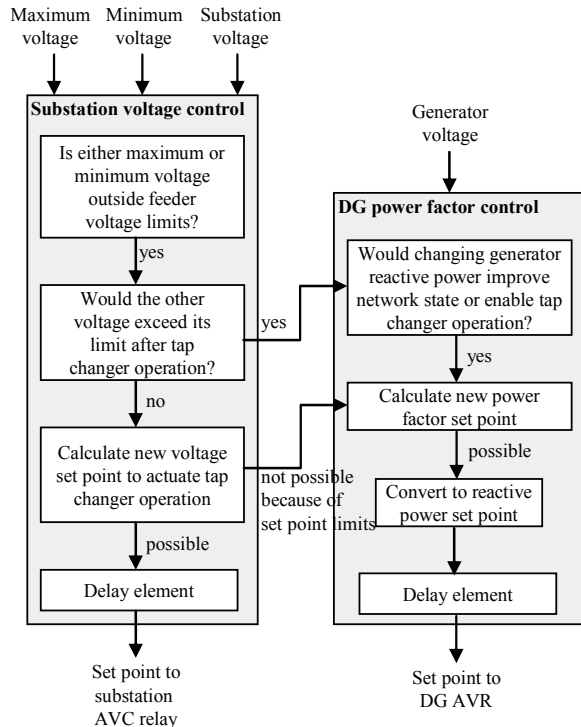 Maximum voltage
Minimum voltage
Substation voltage
Substation voltage control
Is either maximum or
minimum voltage
outside feeder
voltage limits?
yes
Would the other
voltage exceed its
limit after tap
changer operation?
yes
no
Calculate new voltage
set point to actuate tap
changer operation
not possible
because of
set point limits
possible
Delay element
Set point to
substation
AVC relay
Generator
voltage
DG power factor control
Would changing generator
reactive power improve
network state or enable tap
changer operation?
yes
Calculate new power
factor set point
possible
Convert to reactive
power set point
Delay element
Set point to
DG AVR